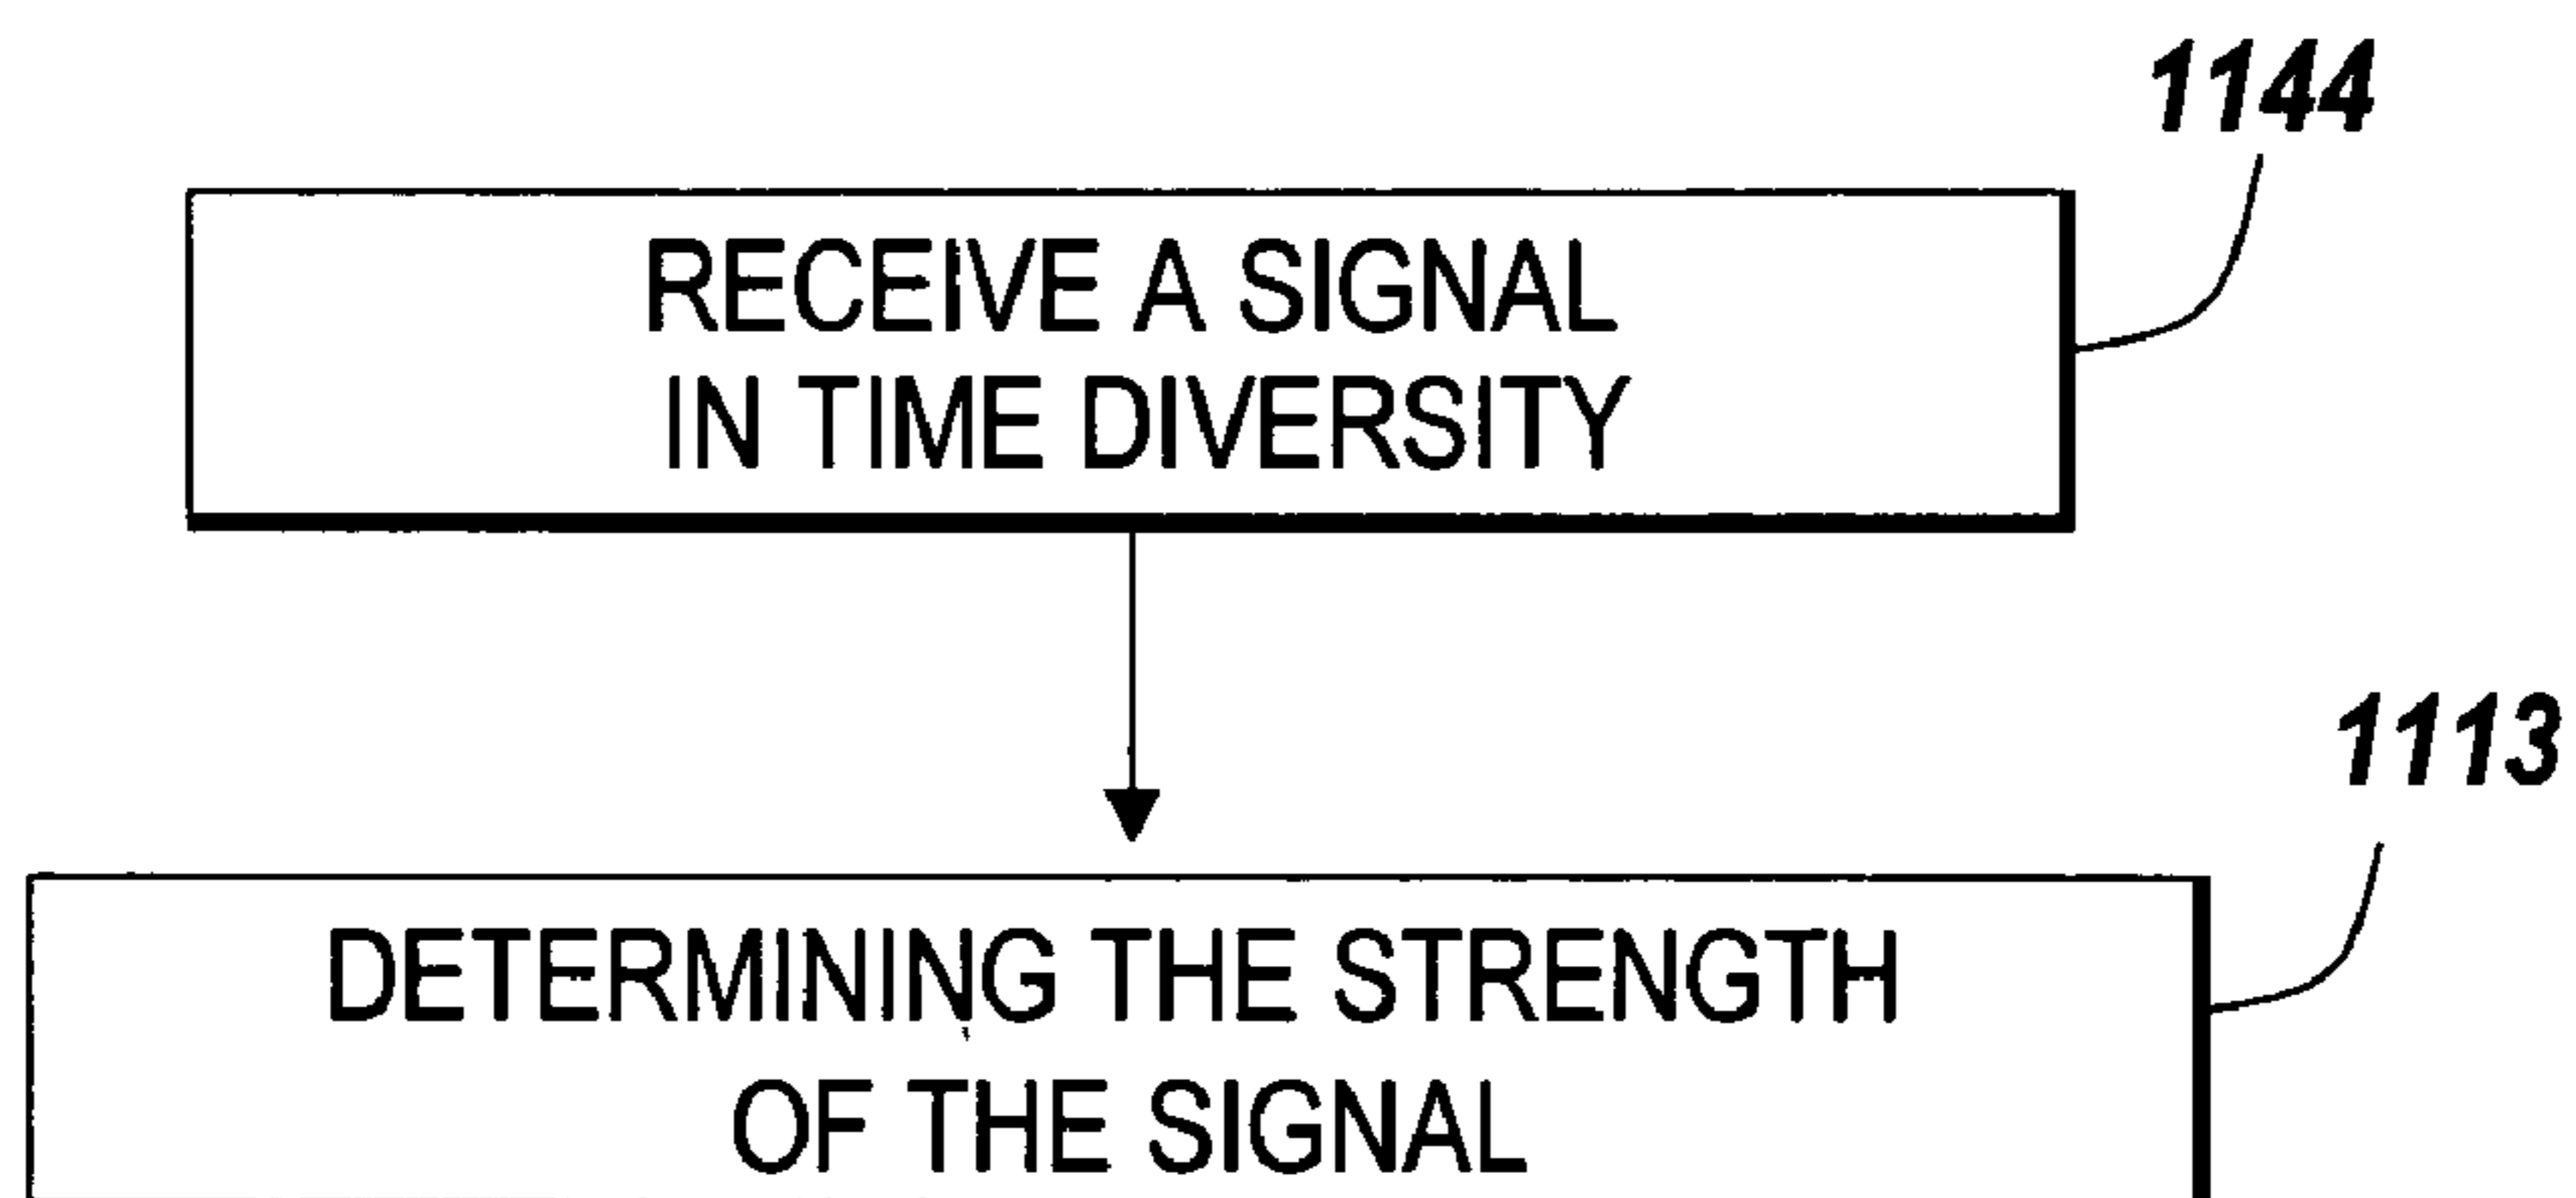 1144
RECEIVE A SIGNAL
IN TIME DIVERSITY
1113
DETERMINING THE STRENGTH
OF THE SIGNAL